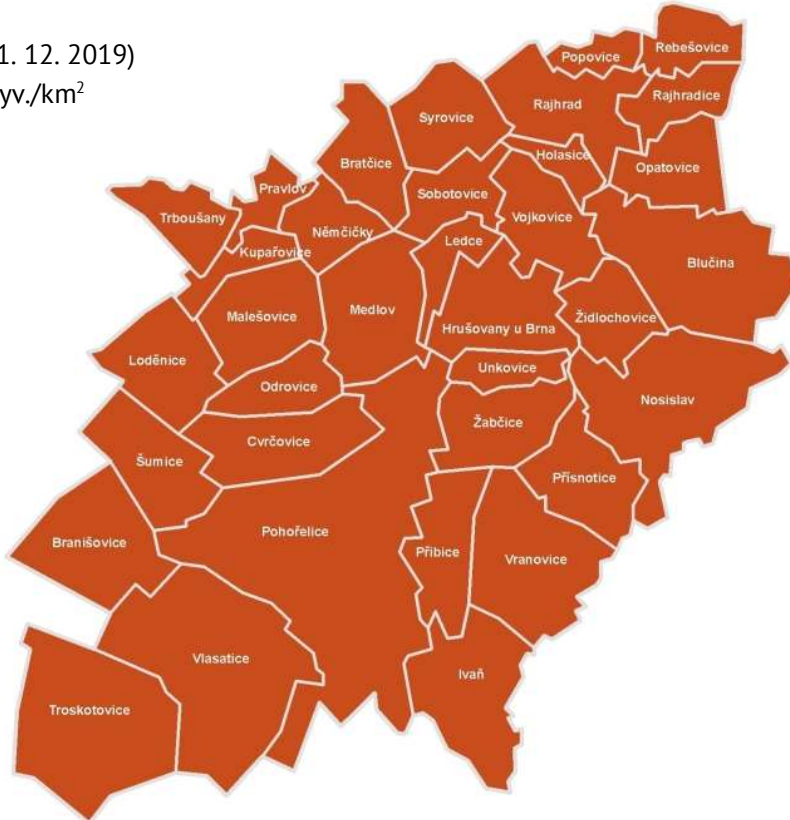 1. 12. 2019)
yv./km²
Popovice
Rebešovice
Rajhrad
Rajhradice
Syrovice
Holasice
Opatovice
Bratčice
Pravlov
Sobotovice
Vojkovice
Trboušany
Němčičky
Ledce
Kupařovice
Blučina
Malešovice
Medlov
Židlochovice
Hrušovany u Brna
Loděnice
Unkovice
Odrovice
Nosislav
Žabčice
Cvrčovice
Šumice
Přísnotice
Pohořelice
Branišovice
Přibice
Vranovice
Vlasatice
Ivaň
Troskotovice